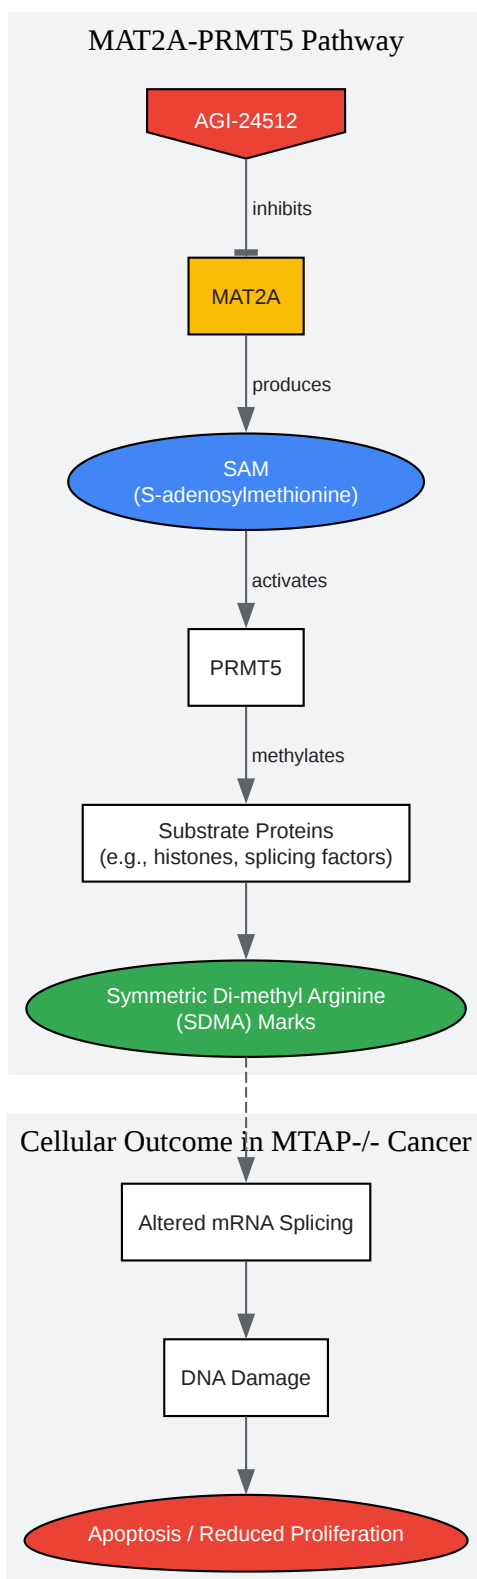 MAT2A-PRMT5 Pathway
AGI-24512
inhibits
MAT2A
produces
SAM
(S-adenosylmethionine)
activates
PRMT5
methylates
Substrate Proteins
(e.g., histones, splicing factors)
Symmetric Di-methyl Arginine
(SDMA) Marks
Cellular Outcome in MTAP-/- Cancer
Altered mRNA Splicing
DNA Damage
Apoptosis / Reduced Proliferation